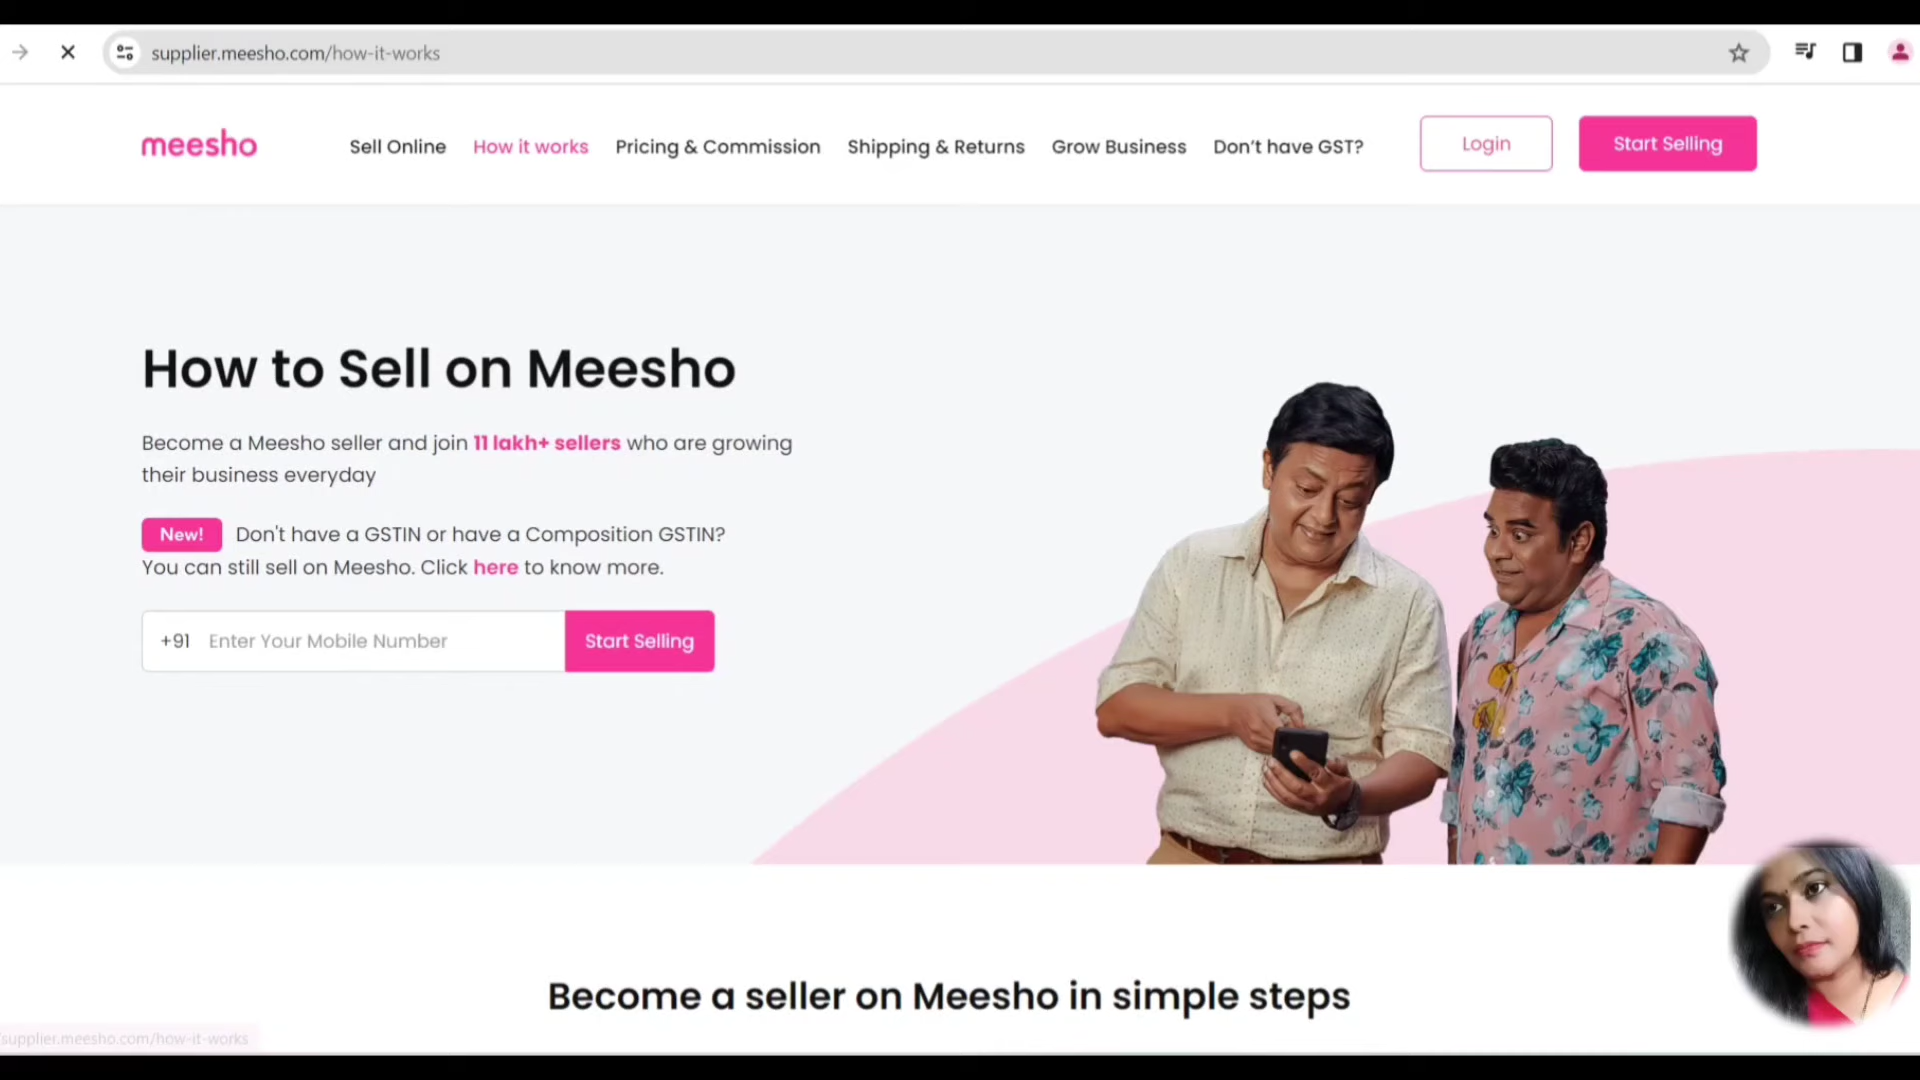 supplier.meesho.com/how-it-works
meesho
Sell Online
How it works
Pricing & Commission
Shipping & Returns
Grow Business
Don’t have GST?
Login
Start Selling
How to Sell on Meesho
Become a Meesho seller and join 11 lakh+ sellers who are growing
their business everyday
New! Don't have a GSTIN or have a Composition GSTIN?
You can still sell on Meesho. Click here to know more.
+91 Enter Your Mobile Number
Start Selling
Become a seller on Meesho in simple steps
supplier.meesho.com/how-it-works